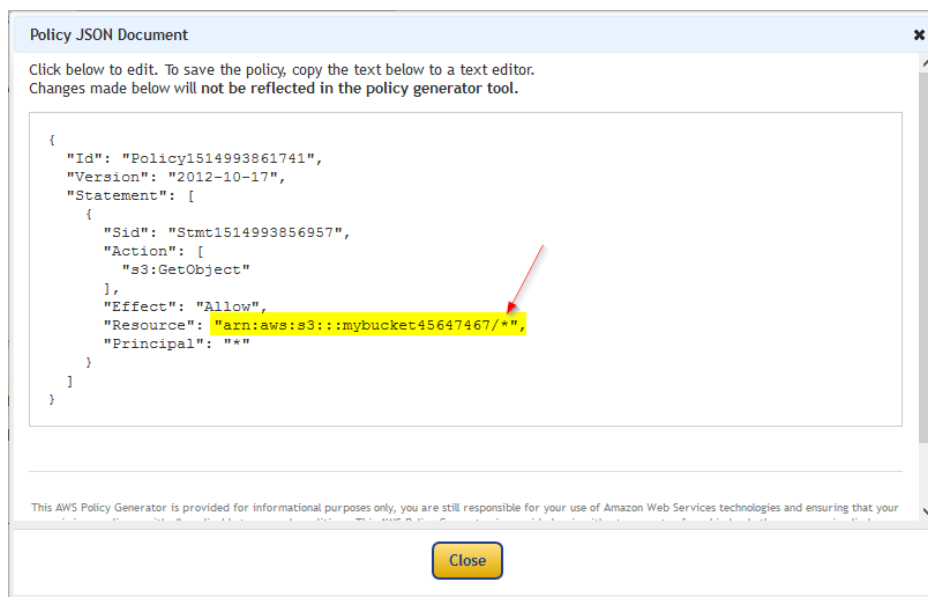 Policy JSON Document
Click below to edit. To save the policy, copy the text below to a text editor.
Changes made below will not be reflected in the policy generator tool.
{
"Id": "Policy1514993861741",
"Version": "2012-10-17",
"Statement": [
{
"Sid": "Stmt1514993856957",
"Action": [
"s3:GetObject"
],
"Effect": "Allow",
"Resource": "arn:aws:s3:::mybucket45647467/*",
"Principal": "*"
}
]
}
This AWS Policy Generator is provided for informational purposes only, you are still responsible for your use of Amazon Web Services technologies and ensuring that your
Close